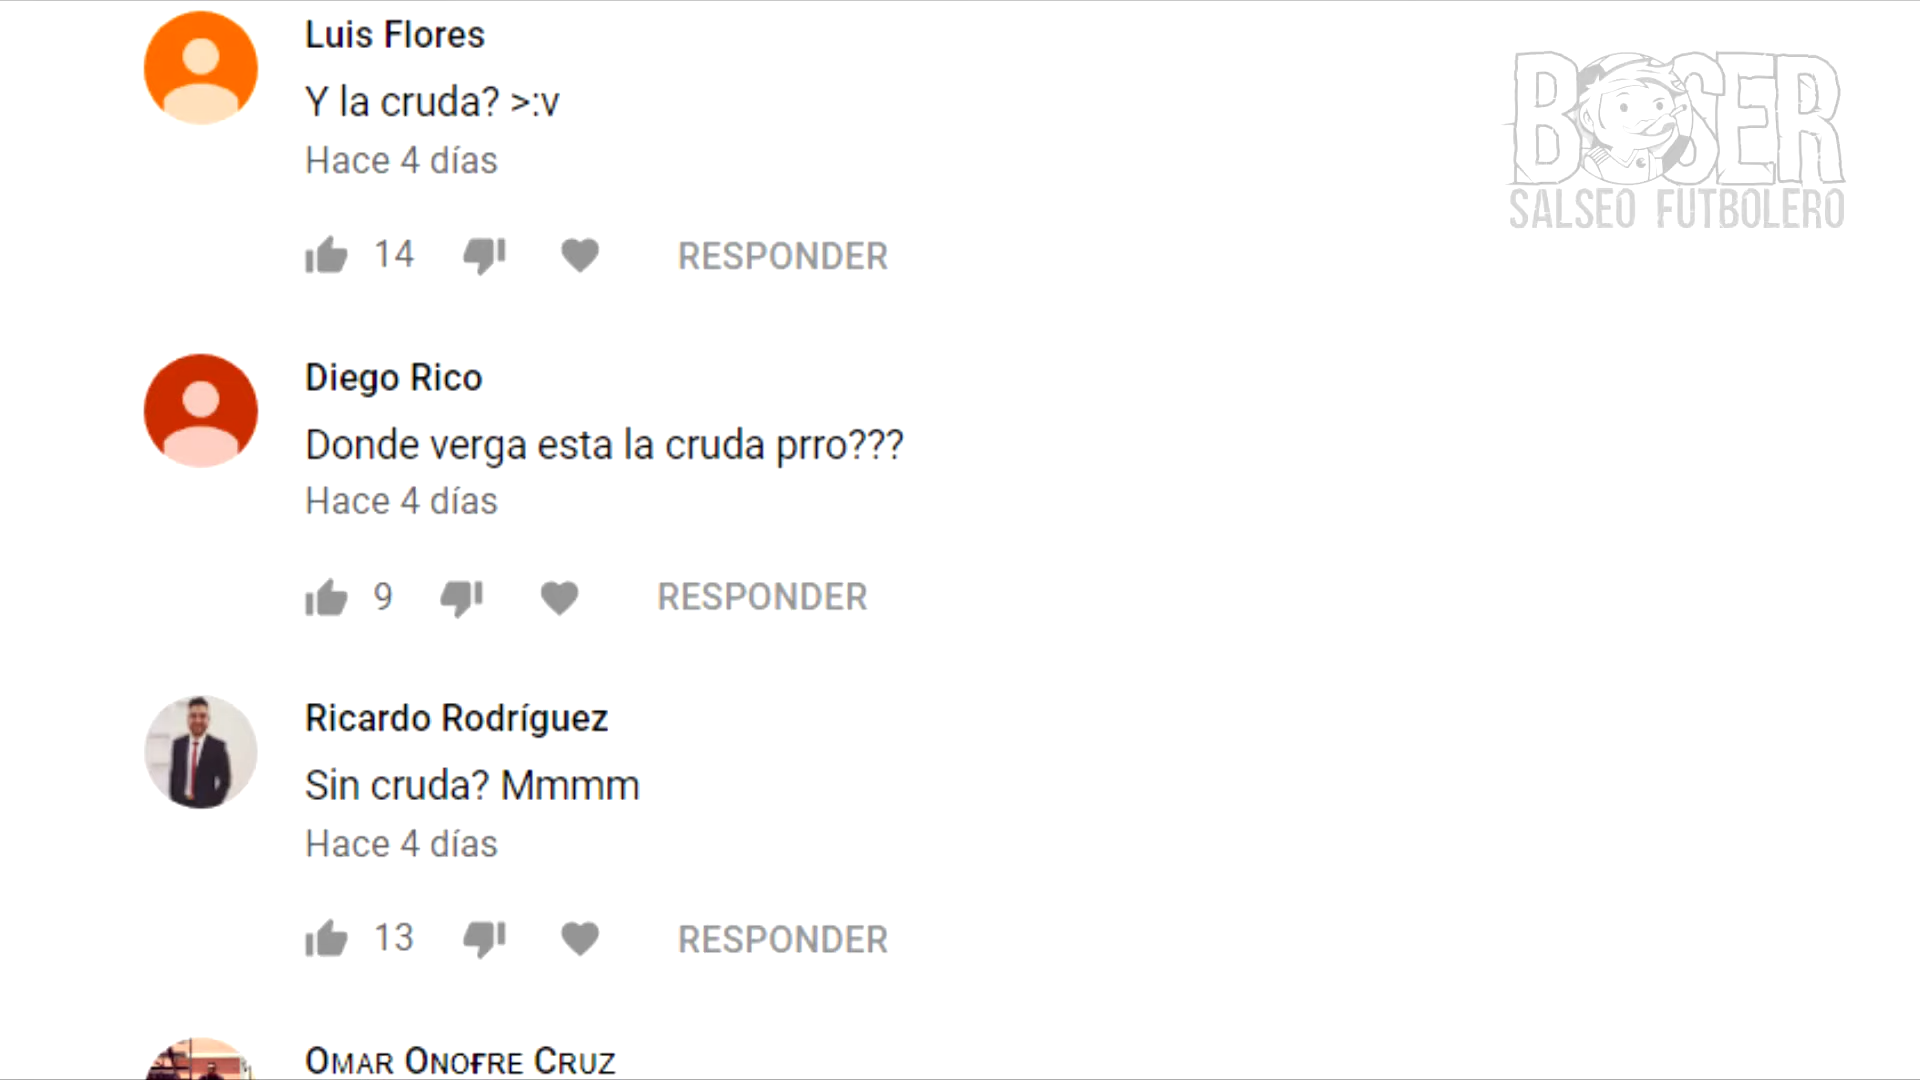 Luis Flores
Y la cruda? >:v
Hace 4 días
14 RESPONDER
BOSER
SALSEO FUTBOLERO
Diego Rico
Donde verga esta la cruda prro???
Hace 4 días
9 RESPONDER
Ricardo Rodríguez
Sin cruda? Mmmm
Hace 4 días
13 RESPONDER
Omar Onofre Cruz